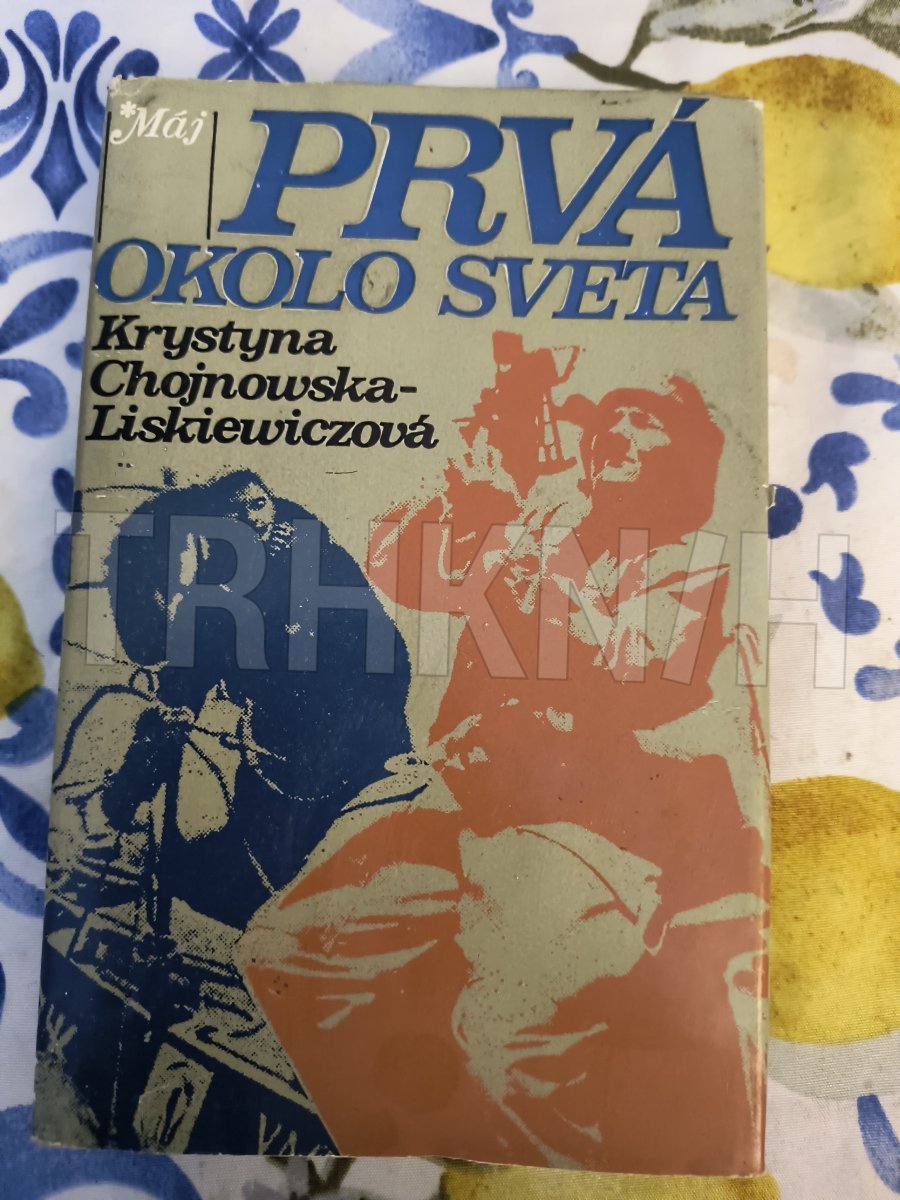 *Máj
PRVÁ
OKOLO SVETA
Krystyna
Chojnowska-
Liskiewiczová
TRHKNIH